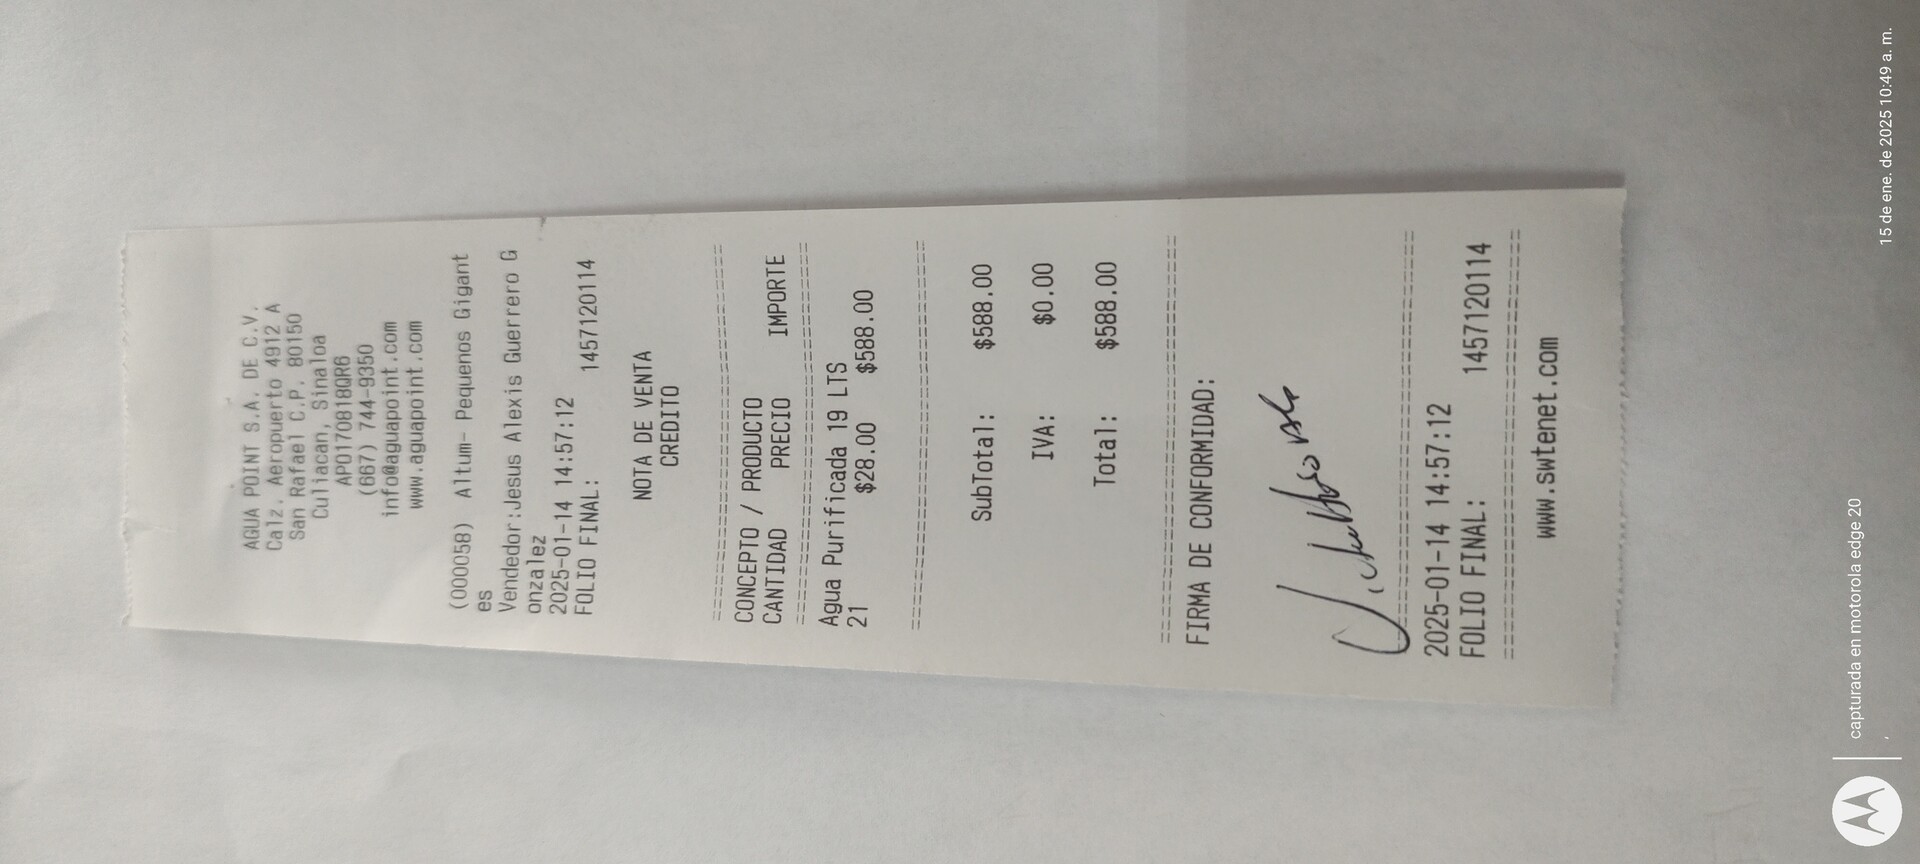 AGUA POINT S.A. DE C.V.
Calz. Aeropuerto 4912 A
San Rafael C.P. 80150
Culiacan, Sinaloa
APO170818QR6
(667) 744-9350
info@aguapoint.com
www.aguapoint.com
(000058) Altum- Pequenos Gigant
es
Vendedor:Jesus Alexis Guerrero G
onzalez
2025-01-14 14:57:12
FOLIO FINAL: 1457120114
NOTA DE VENTA
CREDITO
===============================
CONCEPTO / PRODUCTO
CANTIDAD PRECIO IMPORTE
===============================
Agua Purificada 19 LTS
21 $28.00 $588.00
===============================
SubTotal: $588.00
IVA: $0.00
Total: $588.00
===============================
FIRMA DE CONFORMIDAD:
===============================
2025-01-14 14:57:12
FOLIO FINAL: 1457120114
===============================
www.swtenet.com
capturada en motorola edge 20
15 de ene. de 2025 10:49 a. m.